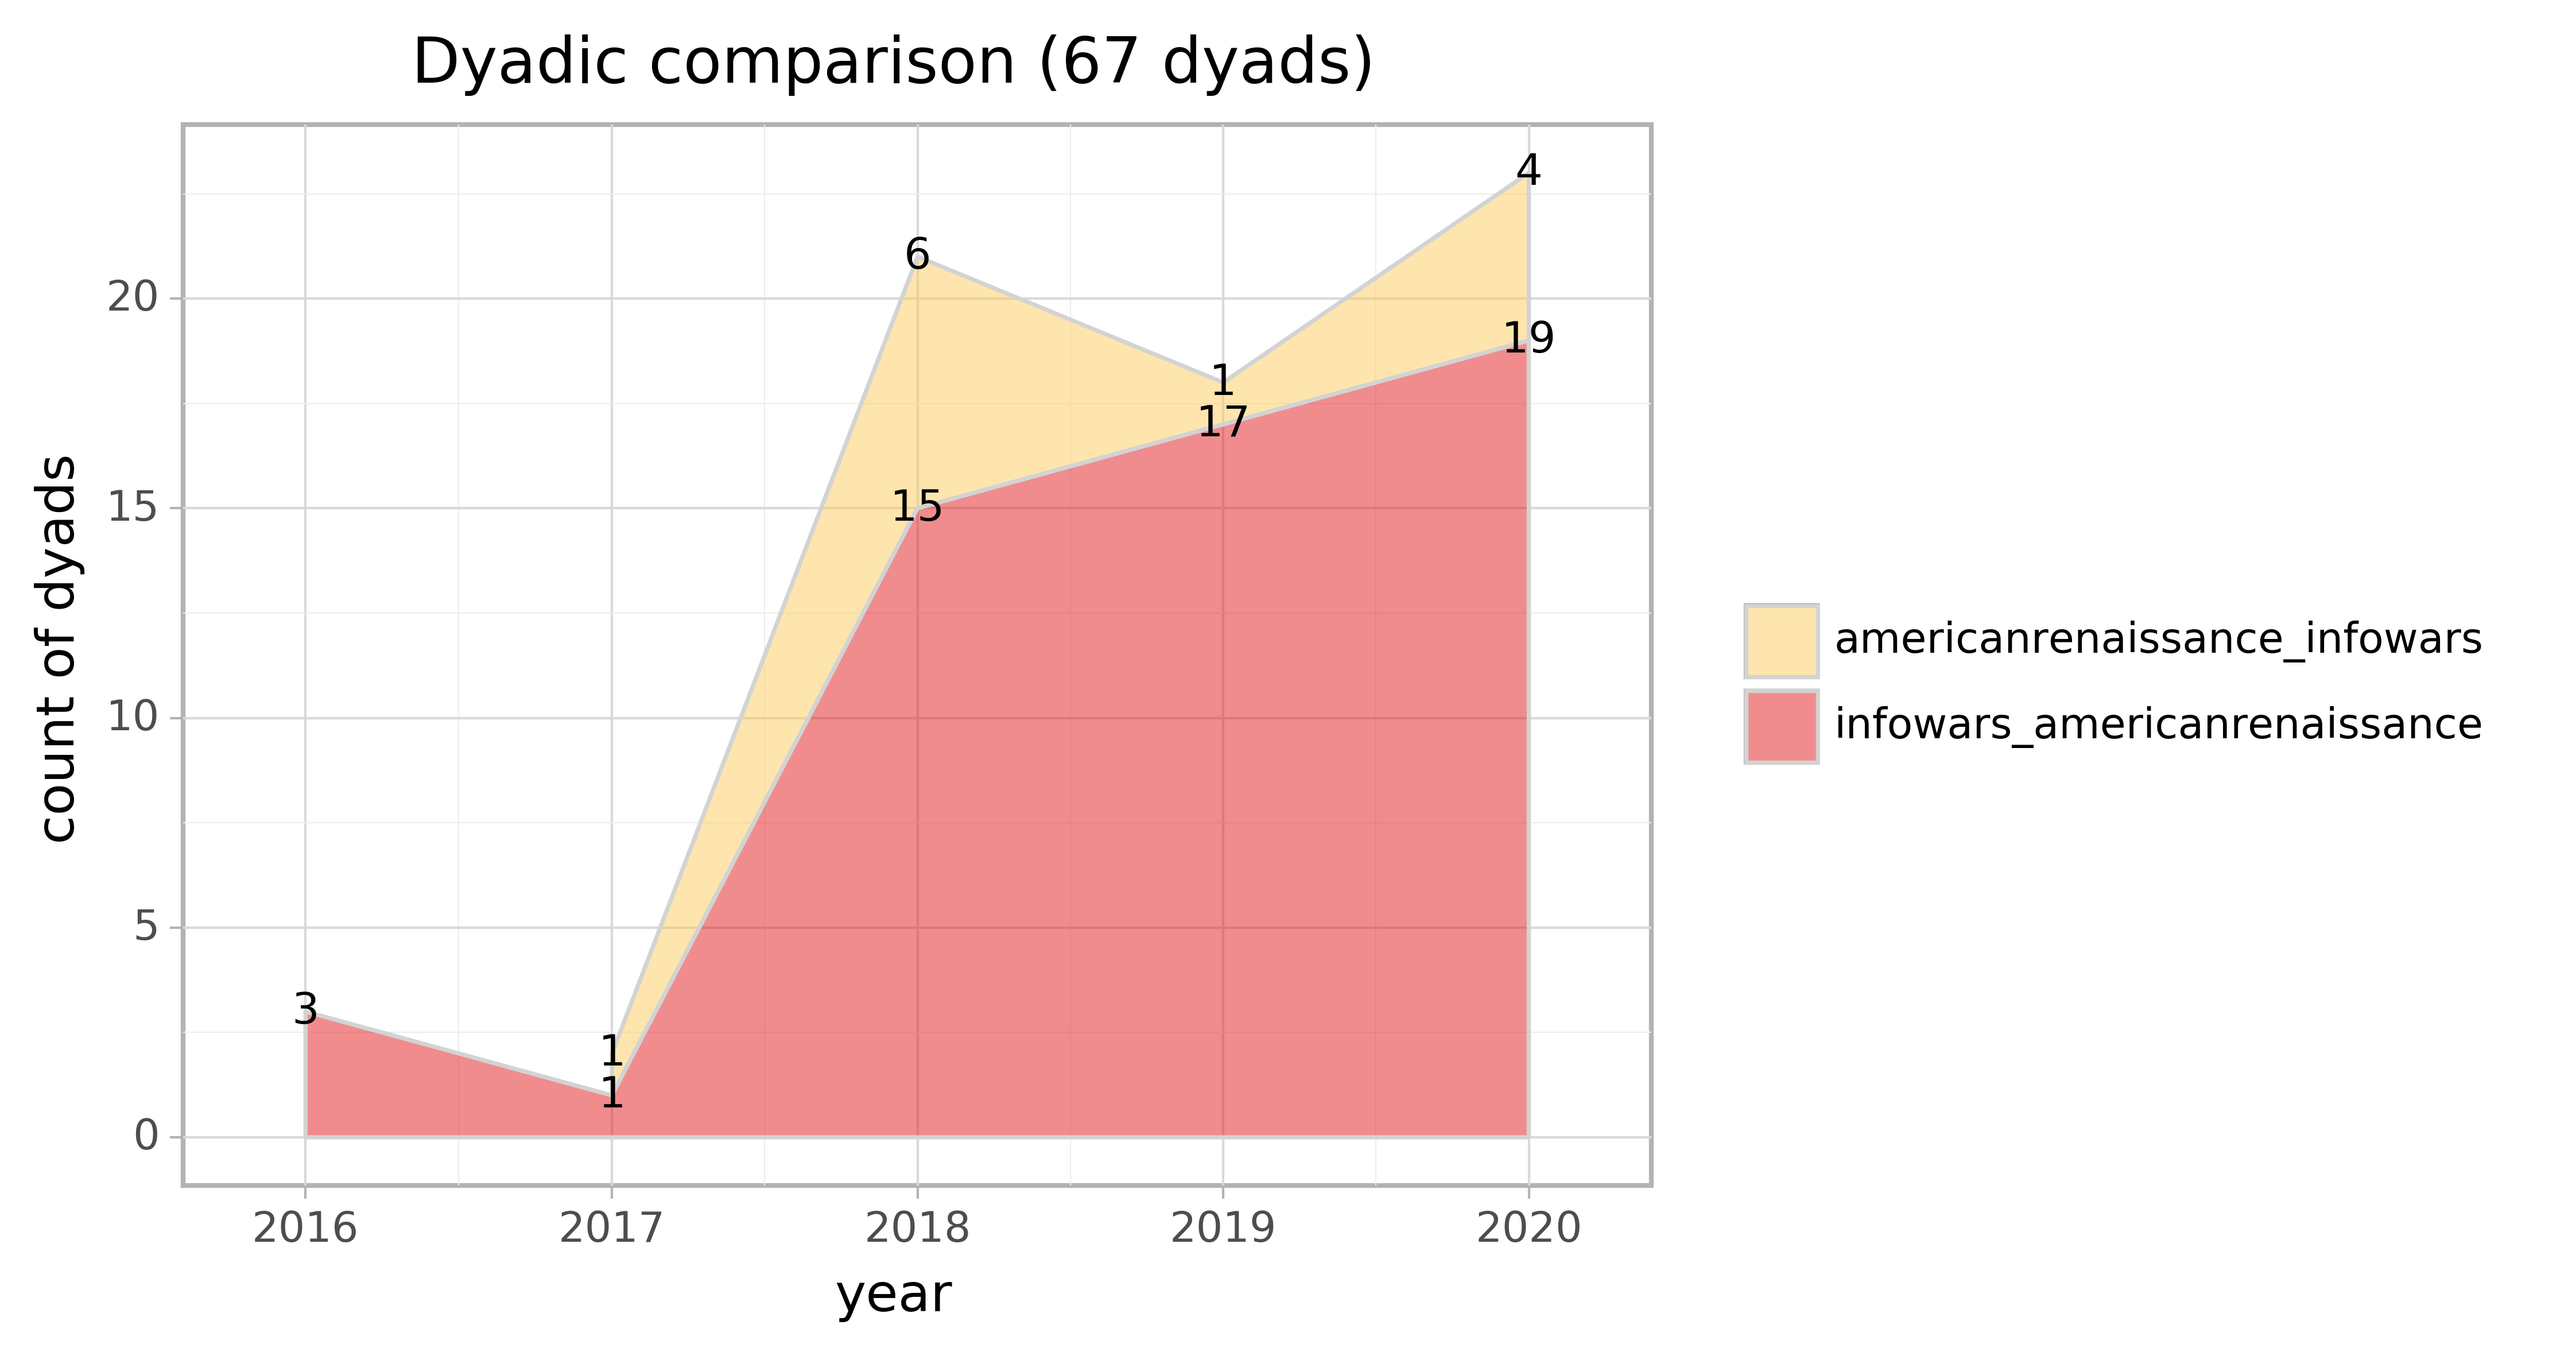 Dyadic comparison (67 dyads)
count of dyads
20
15
10
5
0
4
6
19
1
17
15
3
1
1
2016 2017 2018 2019 2020
year
americanrenaissance_infowars
infowars_americanrenaissance